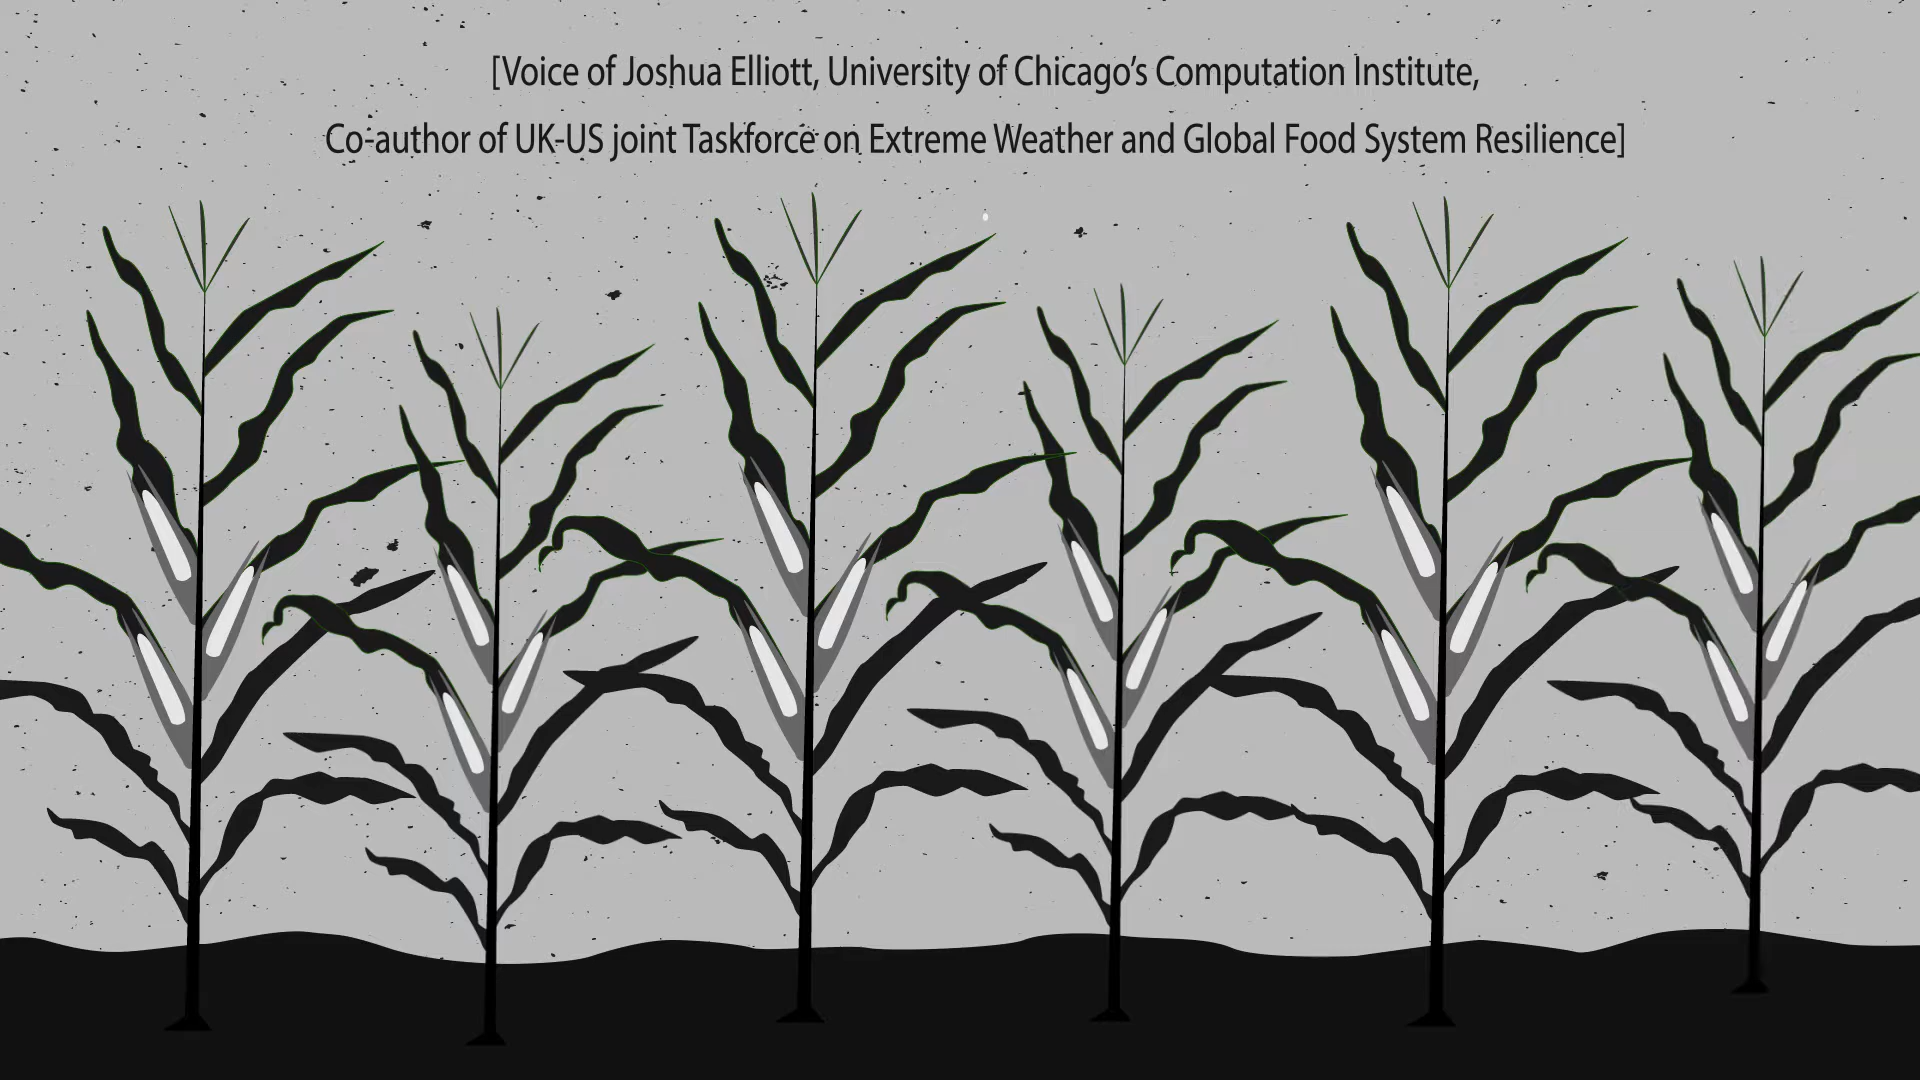 [Voice of Joshua Elliott, University of Chicago’s Computation Institute,
Co-author of UK-US joint Taskforce on Extreme Weather and Global Food System Resilience]